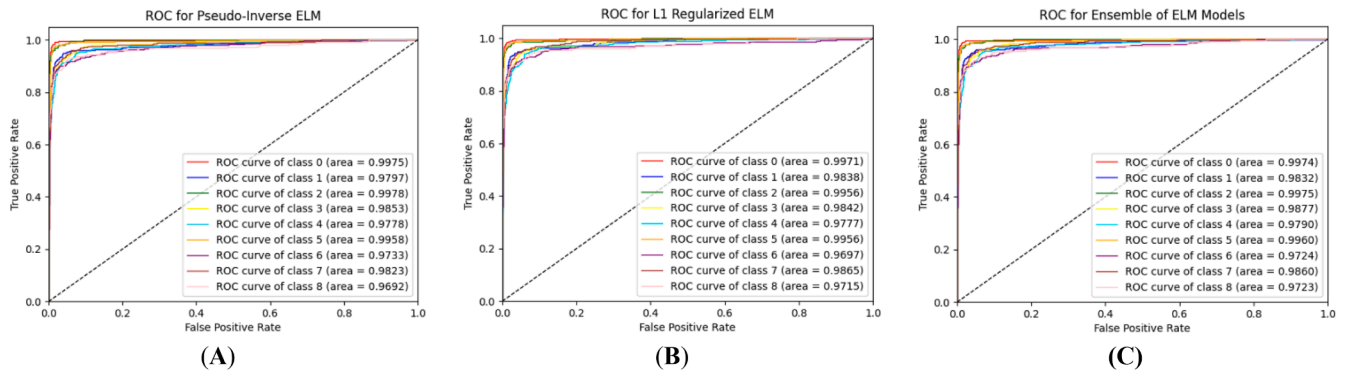 ROC for Pseudo-Inverse ELM
1.0
0.8
0.6
0.4
0.2
0.0
True Positive Rate
ROC curve of class 0 (area = 0.9975)
ROC curve of class 1 (area = 0.9797)
ROC curve of class 2 (area = 0.9978)
ROC curve of class 3 (area = 0.9853)
ROC curve of class 4 (area = 0.9778)
ROC curve of class 5 (area = 0.9958)
ROC curve of class 6 (area = 0.9733)
ROC curve of class 7 (area = 0.9823)
ROC curve of class 8 (area = 0.9692)
0.0 0.2 0.4 0.6 0.8 1.0
False Positive Rate
(A)
ROC for L1 Regularized ELM
1.0
0.8
0.6
0.4
0.2
0.0
True Positive Rate
ROC curve of class 0 (area = 0.9971)
ROC curve of class 1 (area = 0.9838)
ROC curve of class 2 (area = 0.9956)
ROC curve of class 3 (area = 0.9842)
ROC curve of class 4 (area = 0.9777)
ROC curve of class 5 (area = 0.9956)
ROC curve of class 6 (area = 0.9697)
ROC curve of class 7 (area = 0.9865)
ROC curve of class 8 (area = 0.9715)
0.0 0.2 0.4 0.6 0.8 1.0
False Positive Rate
(B)
ROC for Ensemble of ELM Models
1.0
0.8
0.6
0.4
0.2
0.0
True Positive Rate
ROC curve of class 0 (area = 0.9974)
ROC curve of class 1 (area = 0.9832)
ROC curve of class 2 (area = 0.9975)
ROC curve of class 3 (area = 0.9877)
ROC curve of class 4 (area = 0.9790)
ROC curve of class 5 (area = 0.9960)
ROC curve of class 6 (area = 0.9724)
ROC curve of class 7 (area = 0.9860)
ROC curve of class 8 (area = 0.9723)
0.0 0.2 0.4 0.6 0.8 1.0
False Positive Rate
(C)